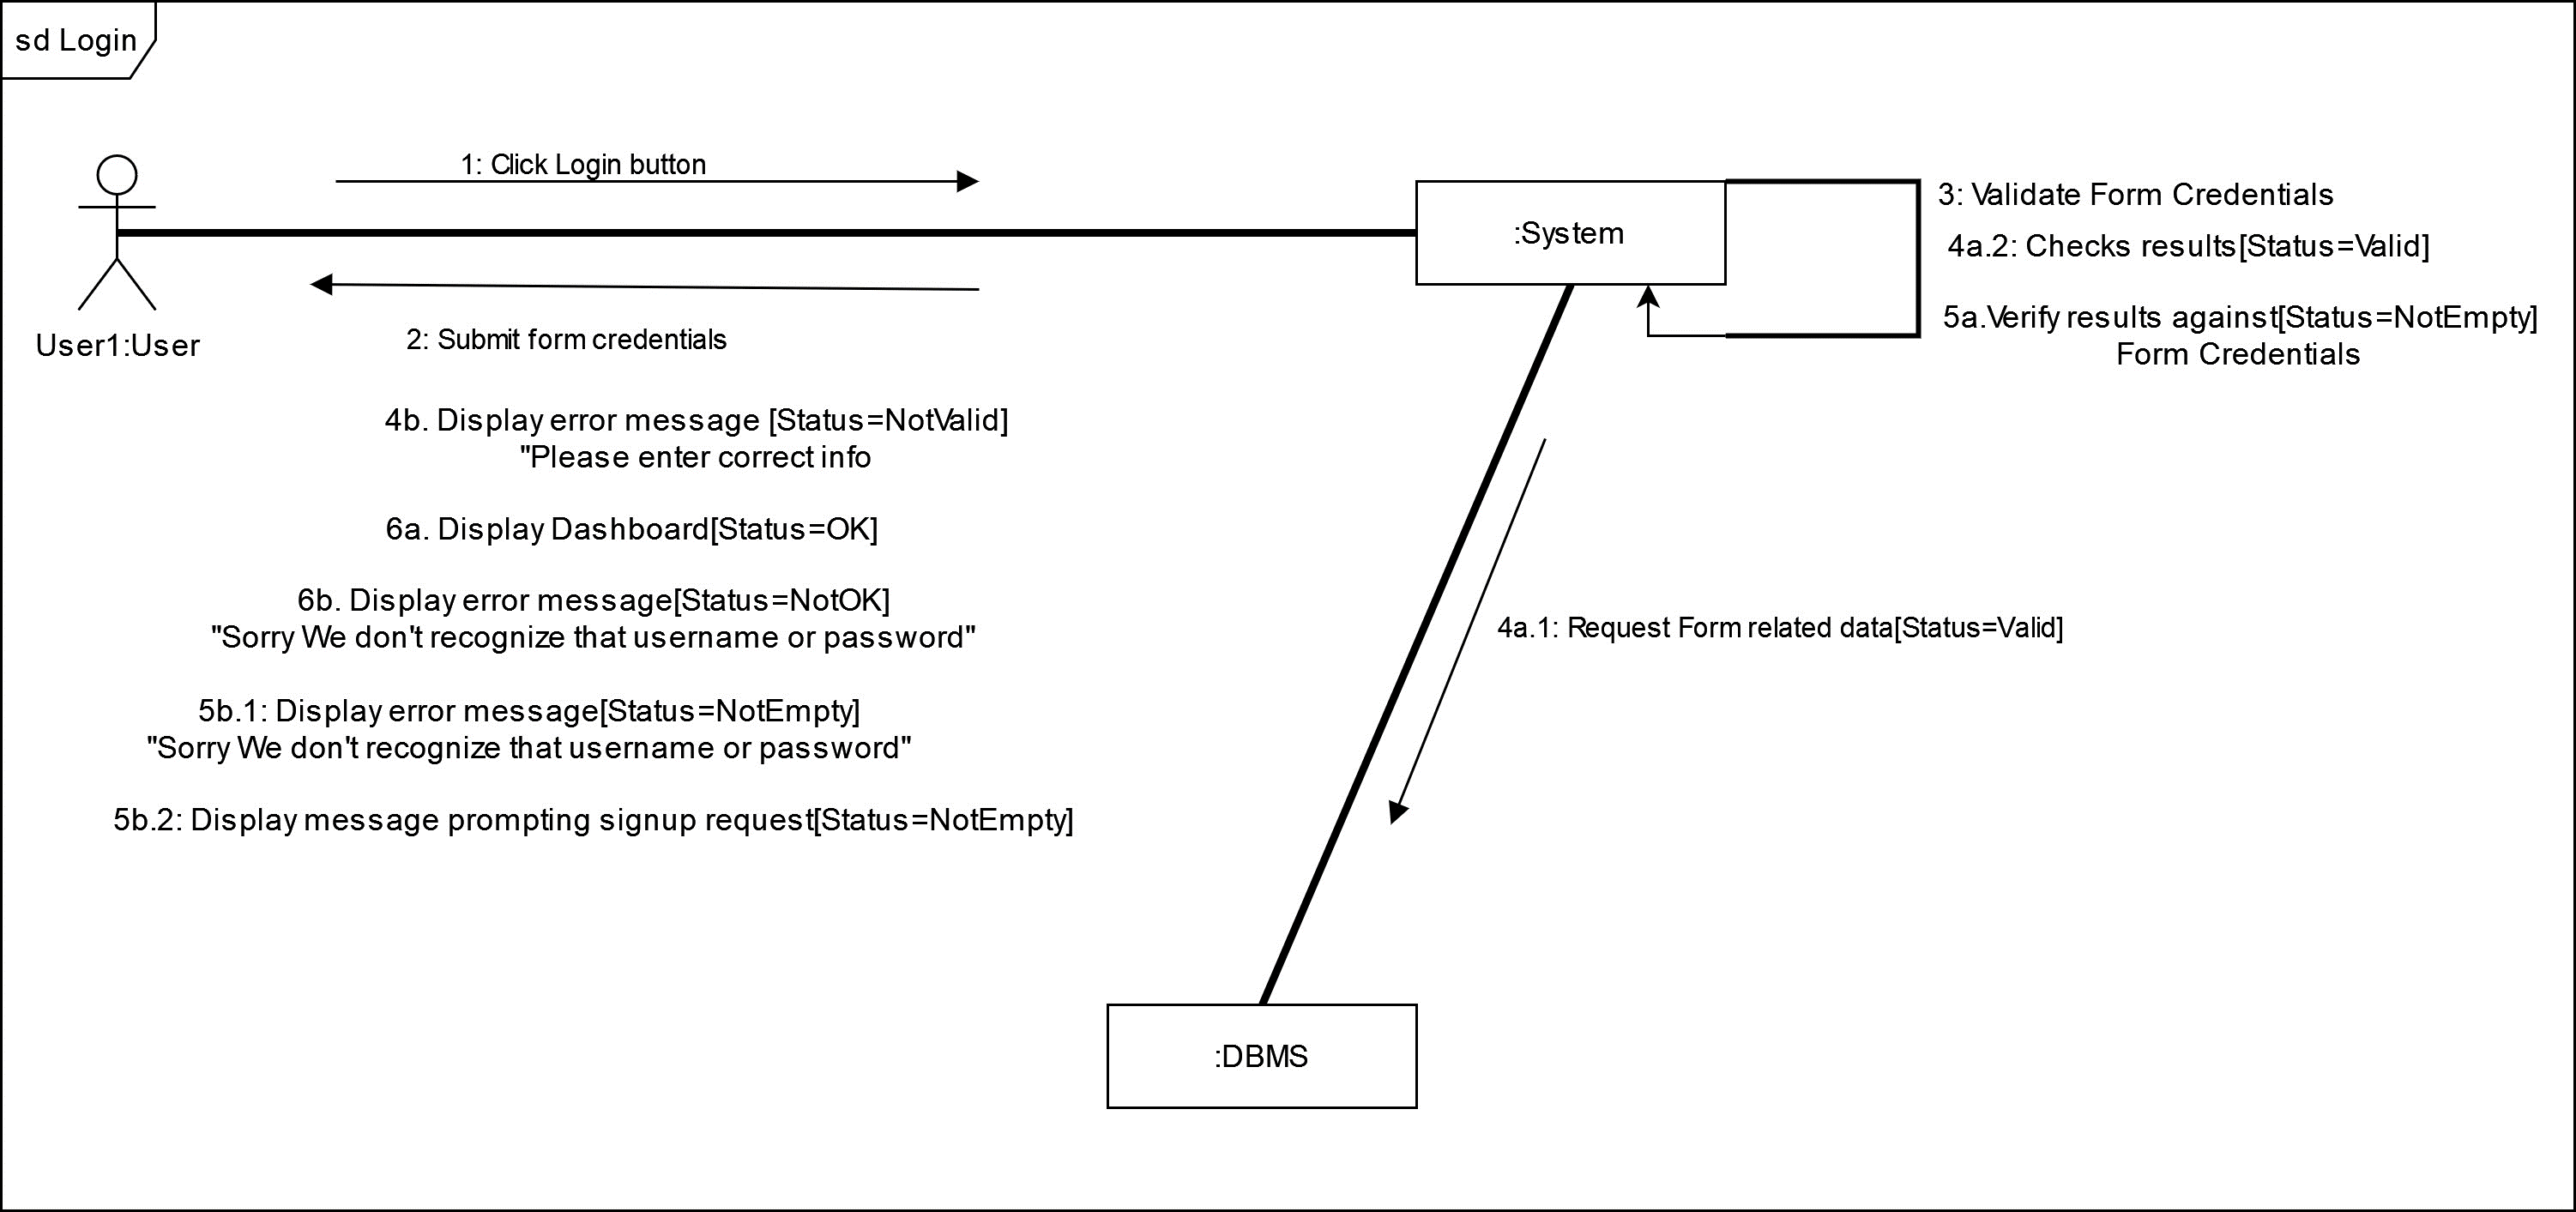 sd Login
1: Click Login button
User1:User
2: Submit form credentials
4b. Display error message [Status=NotValid]
"Please enter correct info
6a. Display Dashboard[Status=OK]
6b. Display error message[Status=NotOK]
"Sorry We don't recognize that username or password"
5b.1: Display error message[Status=NotEmpty]
"Sorry We don't recognize that username or password"
5b.2: Display message prompting signup request[Status=NotEmpty]
:System
3: Validate Form Credentials
4a.2: Checks results[Status=Valid]
5a.Verify results against[Status=NotEmpty]
Form Credentials
4a.1: Request Form related data[Status=Valid]
:DBMS